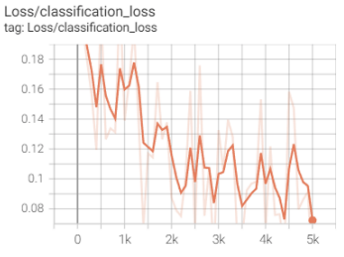 Loss/classification_loss
tag: Loss/classification_loss
0.18
0.16
0.14
0.12
0.1
0.08
0 1k 2k 3k 4k 5k